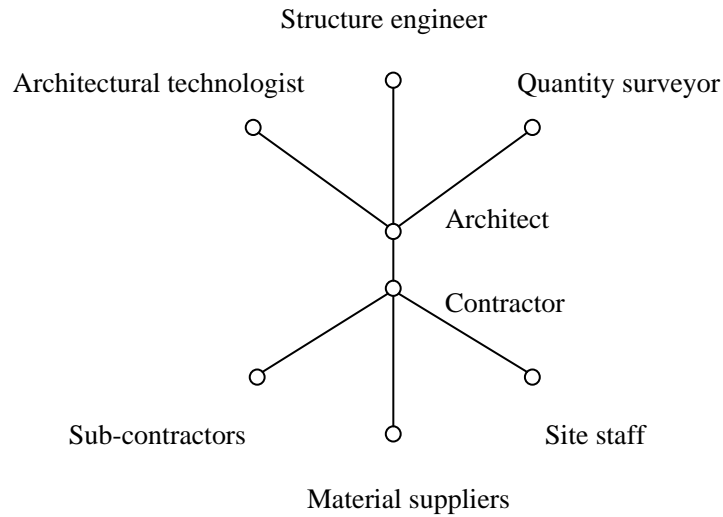 Structure engineer
Architectural technologist
Quantity surveyor
Architect
Contractor
Sub-contractors
Site staff
Material suppliers